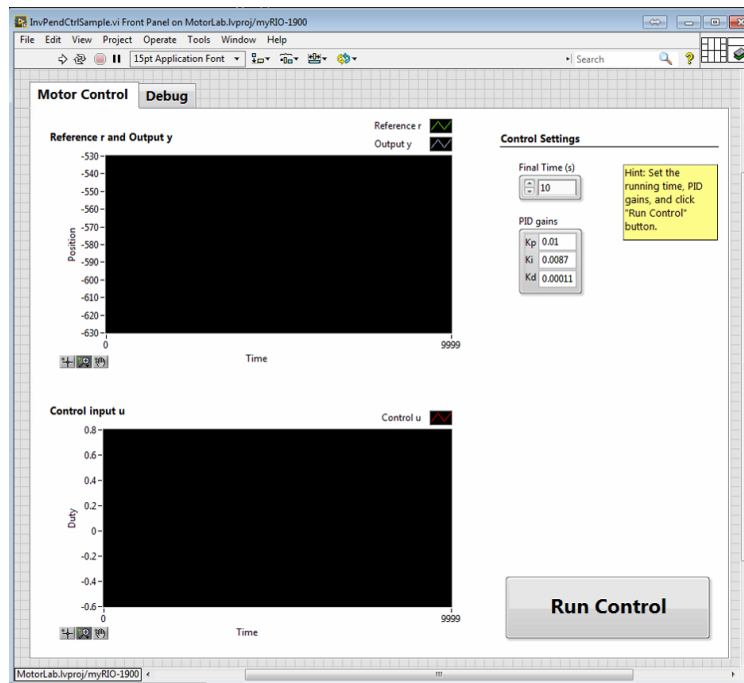 InvPendCtrlSample.vi Front Panel on MotorLab.lvproj/myRIO-1900
File Edit View Project Operate Tools Window Help
15pt Application Font
Search
Motor Control
Debug
Reference r and Output y
Reference r
Output y
-530
-540
-550
-560
-570
-580
-590
-600
-610
-620
-630
Position
0
9999
Time
Control Settings
Final Time (s)
10
PID gains
Kp 0.01
Ki 0.0087
Kd 0.00011
Hint: Set the
running time, PID
gains, and click
"Run Control"
button.
Control input u
Control u
0.8
0.6
0.4
0.2
0
-0.2
-0.4
-0.6
Duty
0
9999
Time
Run Control
MotorLab.lvproj/myRIO-1900